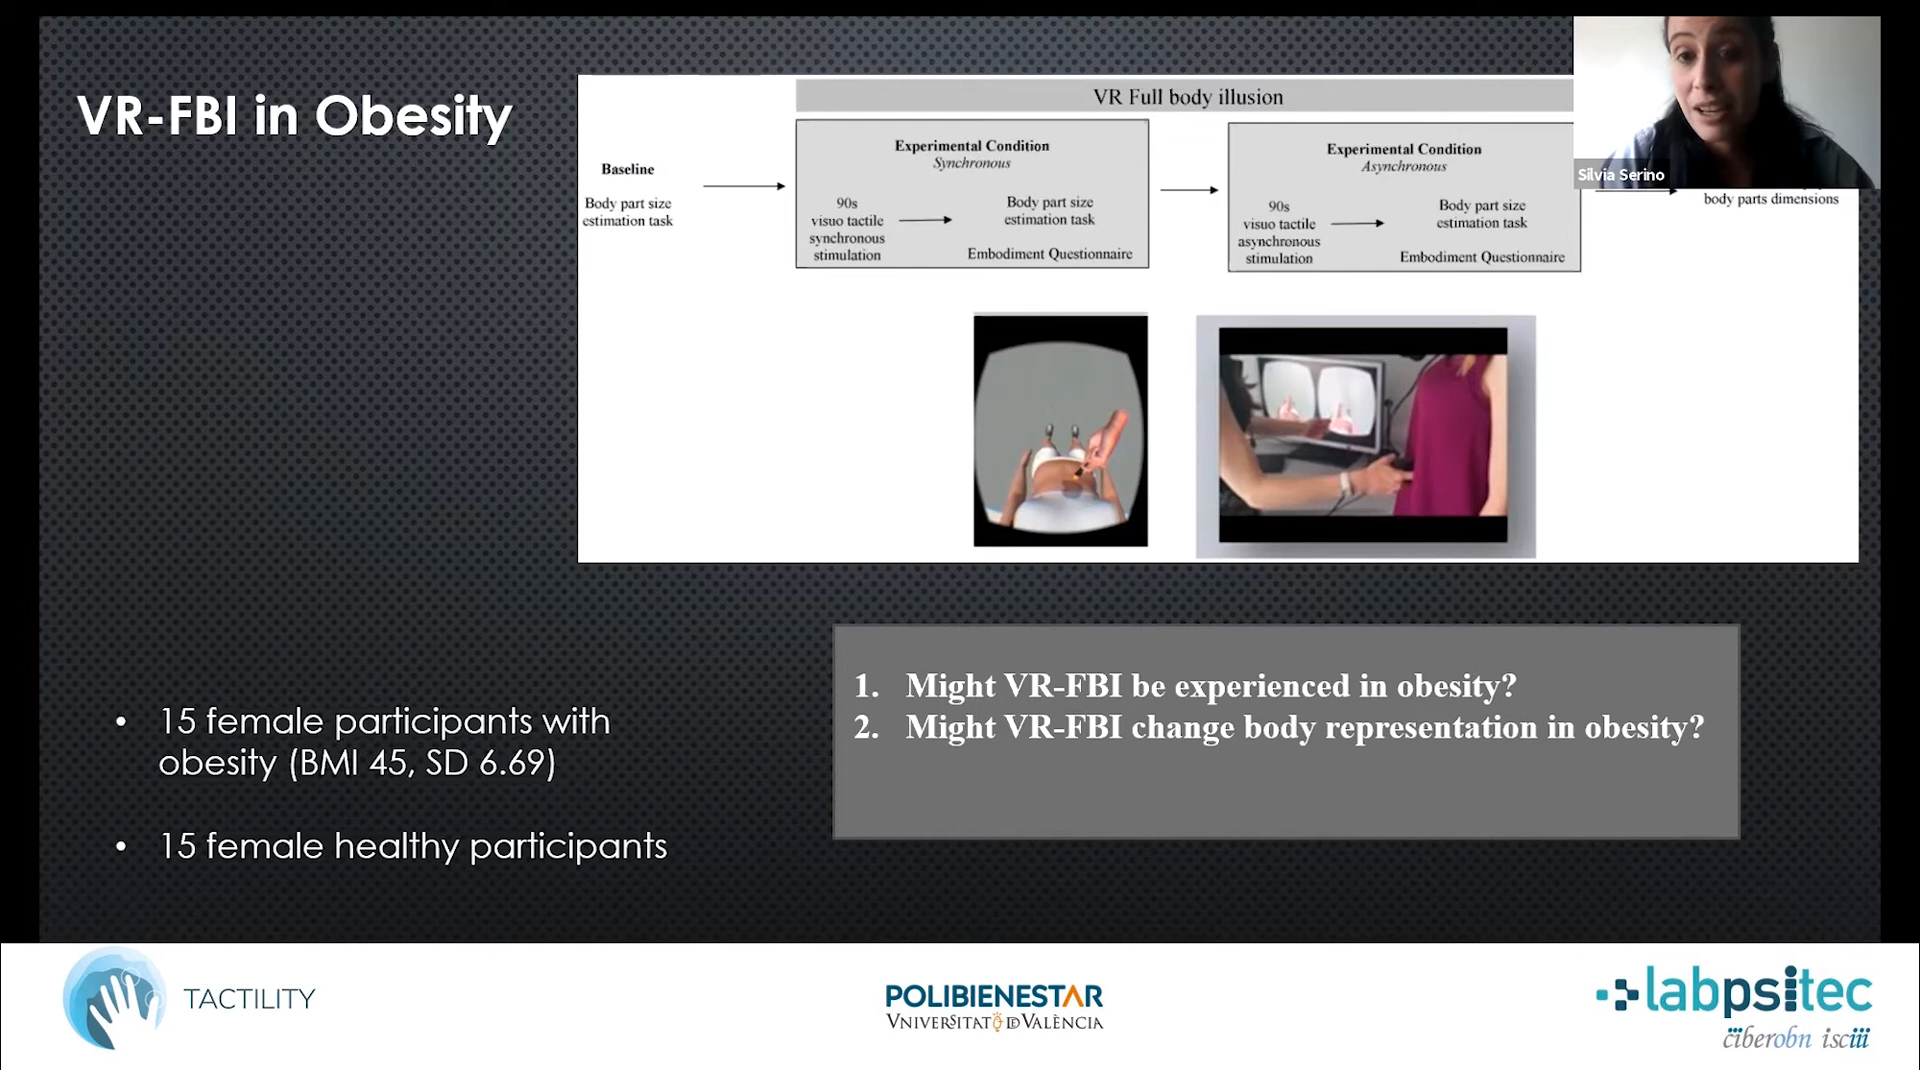 VR-FBI in Obesity
VR Full body illusion
Baseline
Body part size
estimation task
Experimental Condition
Synchronous
90s
visuo tactile
synchronous
stimulation
Body part size
estimation task
Embodiment Questionnaire
Experimental Condition
Asynchronous
90s
visuo tactile
asynchronous
stimulation
Body part size
estimation task
Embodiment Questionnaire
Silvia Serino
body parts dimensions
• 15 female participants with
obesity (BMI 45, SD 6.69)
• 15 female healthy participants
1. Might VR-FBI be experienced in obesity?
2. Might VR-FBI change body representation in obesity?
TACTILITY
POLIBIENESTAR
VNIVERSITAT DE VALÈNCIA
labpsitec
ciberobn isciii